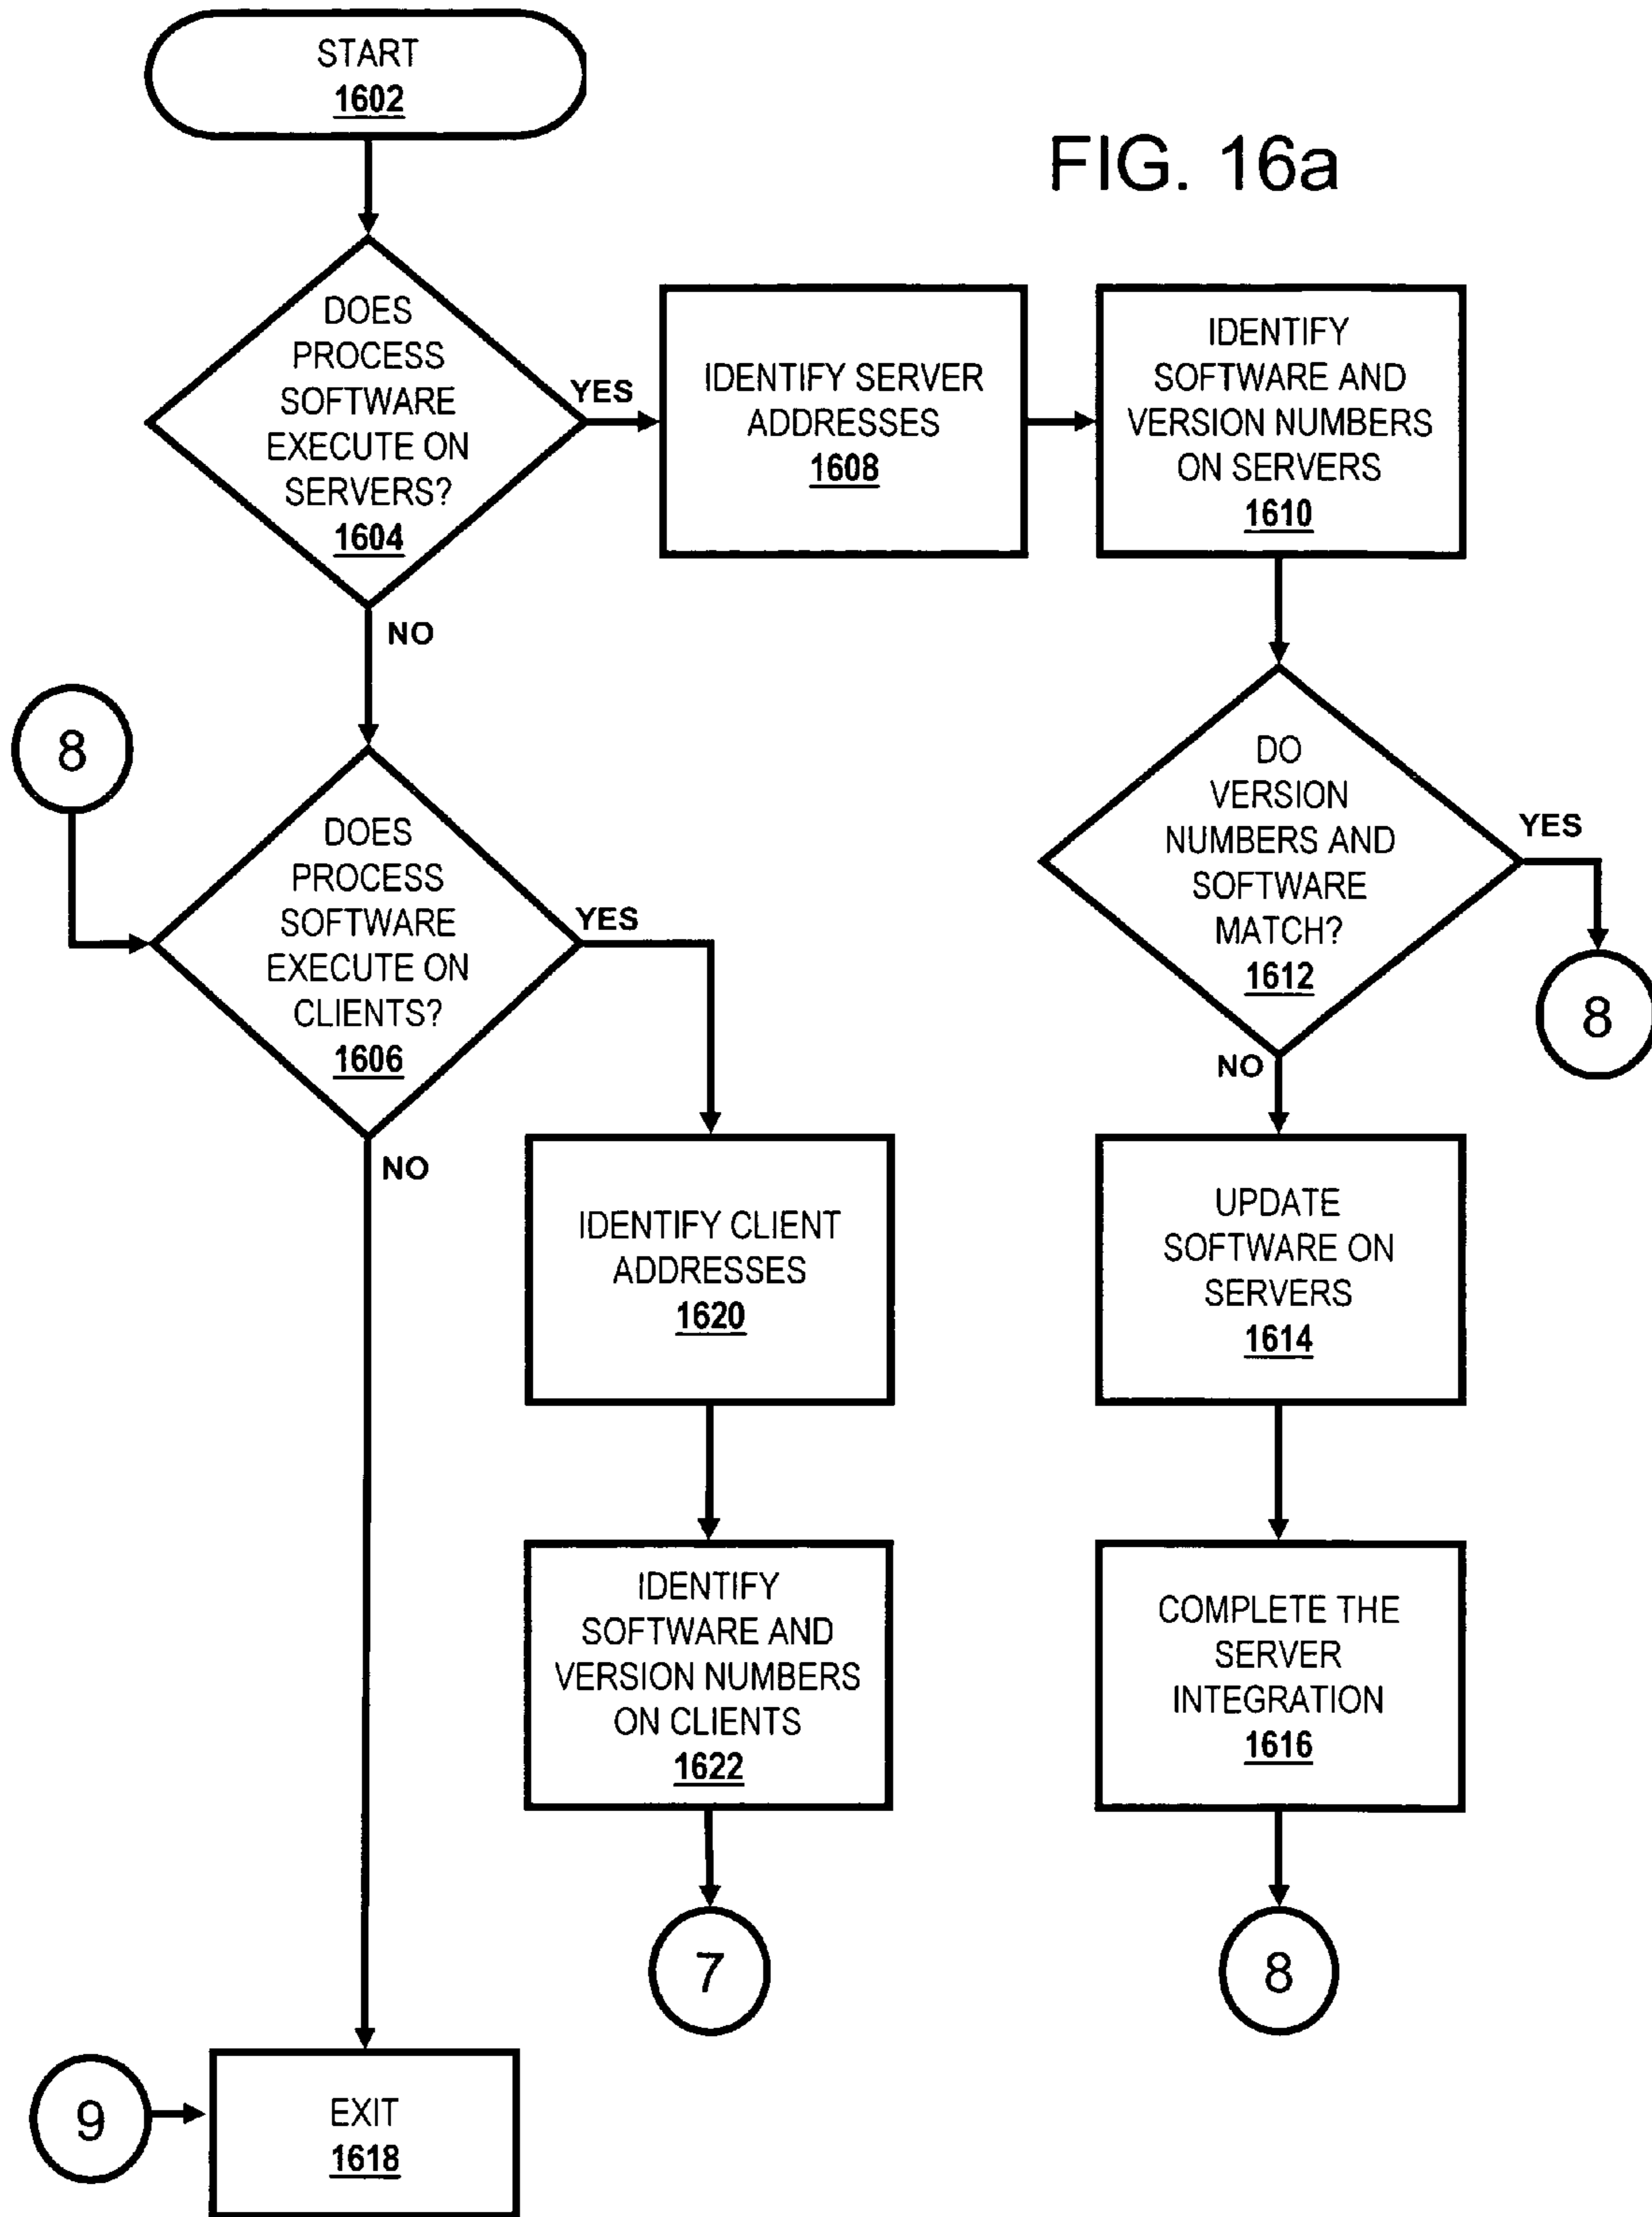 START
1602
FIG. 16a
DOES
PROCESS
SOFTWARE
EXECUTE ON
SERVERS?
1604
YES
NO
IDENTIFY SERVER
ADDRESSES
1608
IDENTIFY
SOFTWARE AND
VERSION NUMBERS
ON SERVERS
1610
8
DOES
PROCESS
SOFTWARE
EXECUTE ON
CLIENTS?
1606
YES
NO
DO
VERSION
NUMBERS AND
SOFTWARE
MATCH?
1612
YES
8
NO
IDENTIFY CLIENT
ADDRESSES
1620
UPDATE
SOFTWARE ON
SERVERS
1614
IDENTIFY
SOFTWARE AND
VERSION NUMBERS
ON CLIENTS
1622
COMPLETE THE
SERVER
INTEGRATION
1616
7
8
9
EXIT
1618